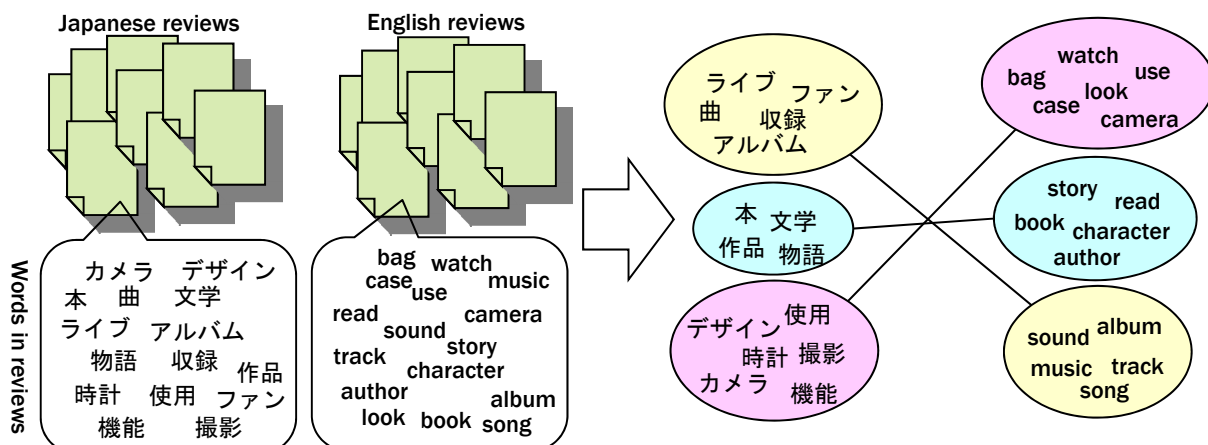 Japanese reviews
English reviews
Words in reviews
カメラ デザイン
本 曲 文学
ライブ アルバム
物語 収録 作品
時計 使用 ファン
機能 撮影
bag watch
case use music
read sound camera
track story
character
author album
look book song
ライブ ファン
曲 収録
アルバム
本 文学
作品 物語
デザイン 使用
時計 撮影
カメラ 機能
watch use
bag look
case camera
story read
book character
author
sound album
music track
song